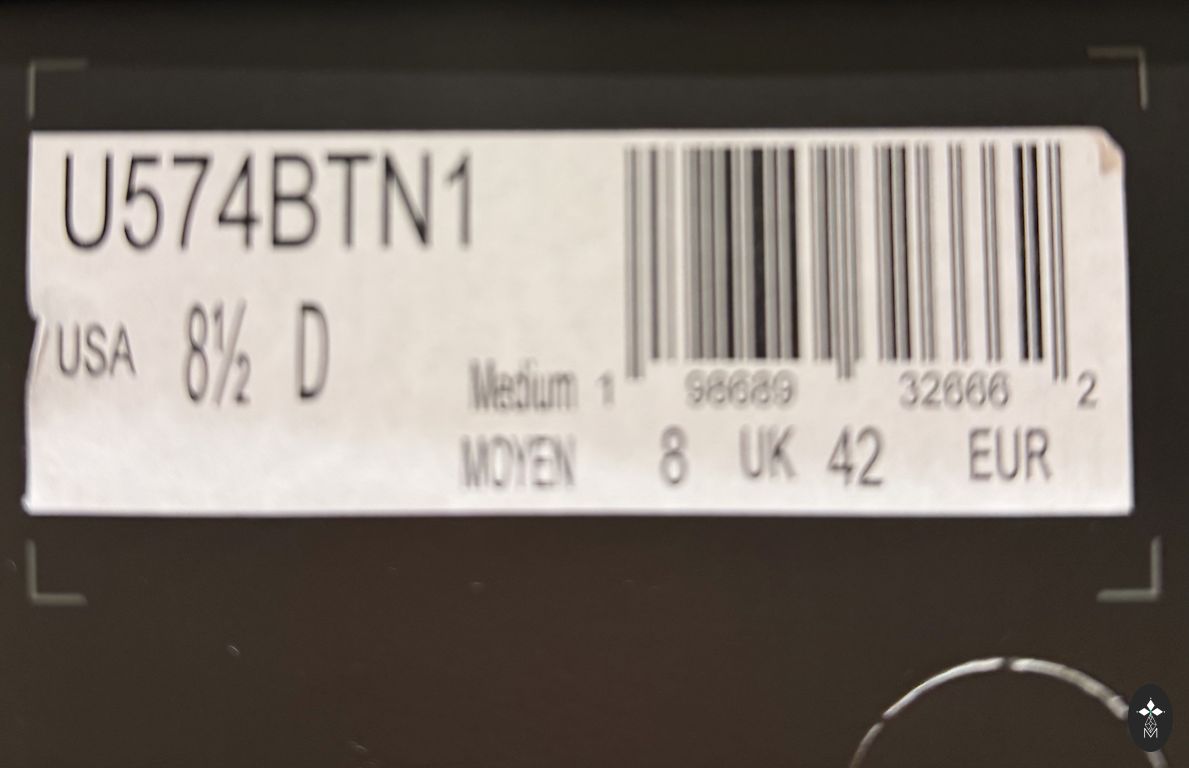 U574BTN1
USA 8½ D
Medium 1 98689 32666 2
MOYEN 8 UK 42 EUR
M